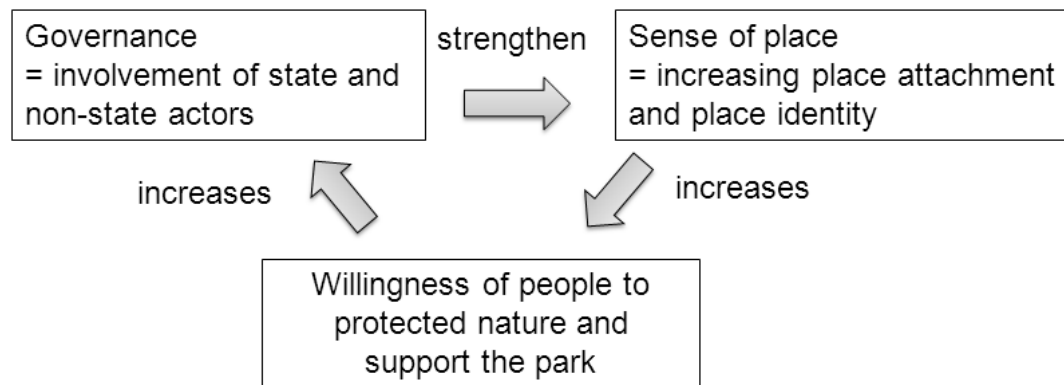 Governance
= involvement of state and
non-state actors
strengthen
Sense of place
= increasing place attachment
and place identity
increases
increases
Willingness of people to
protected nature and
support the park